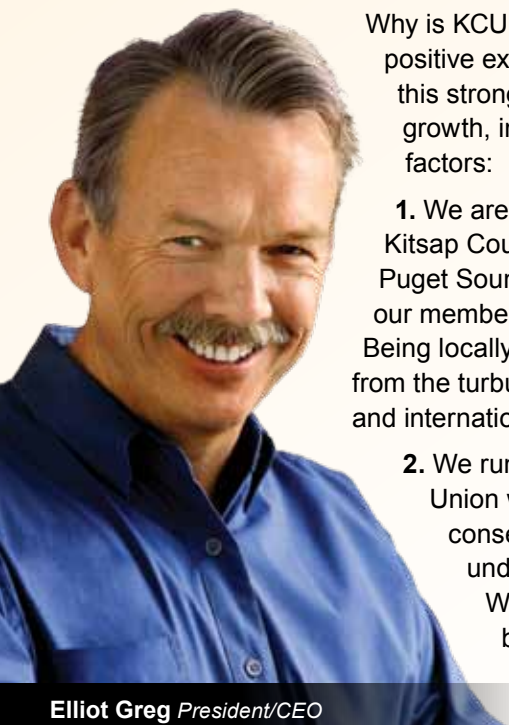 Why is KCU
positive ex
this strong
growth, in
factors:
1. We are
Kitsap Cou
Puget Soun
our membe
Being locally
from the turbu
and internatio
2. We run
Union
conse
und
W
b
Elliot Greg President/CEO